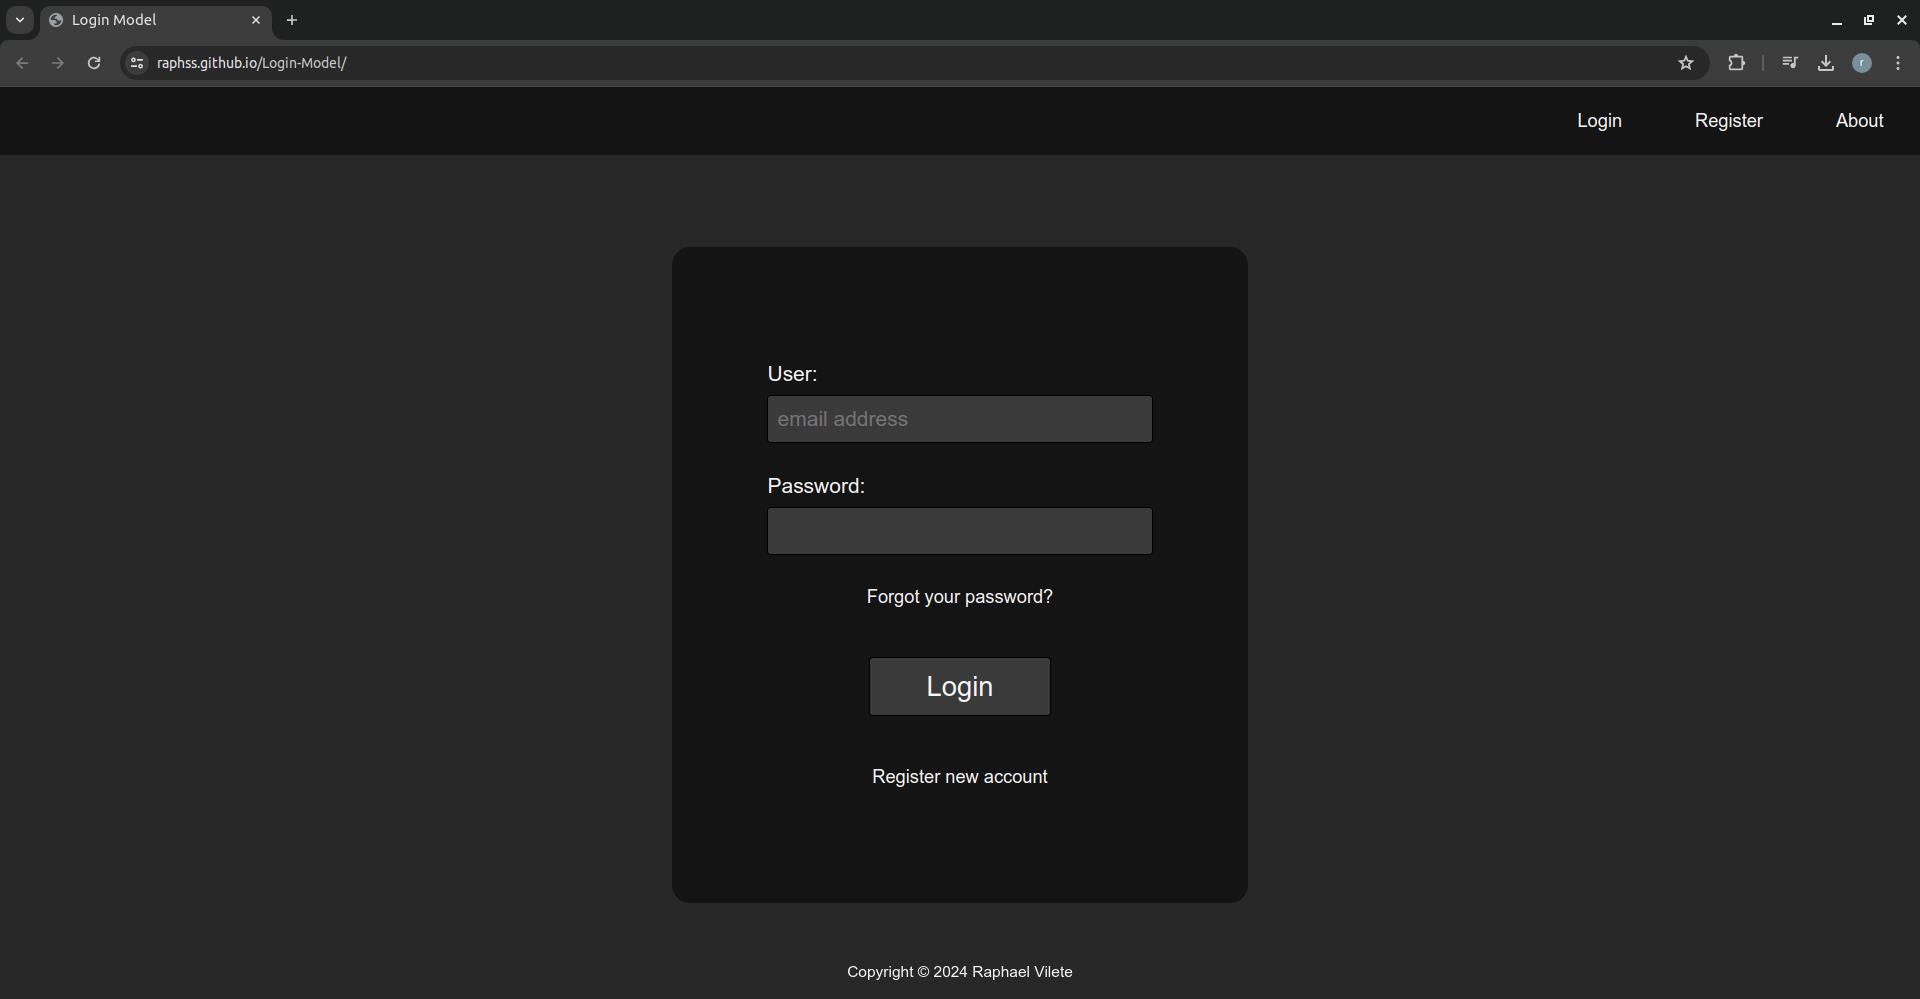 Login Model
raphss.github.io/Login-Model/
r
Login Register About
User:
email address
Password:
Forgot your password?
Login
Register new account
Copyright © 2024 Raphael Vilete